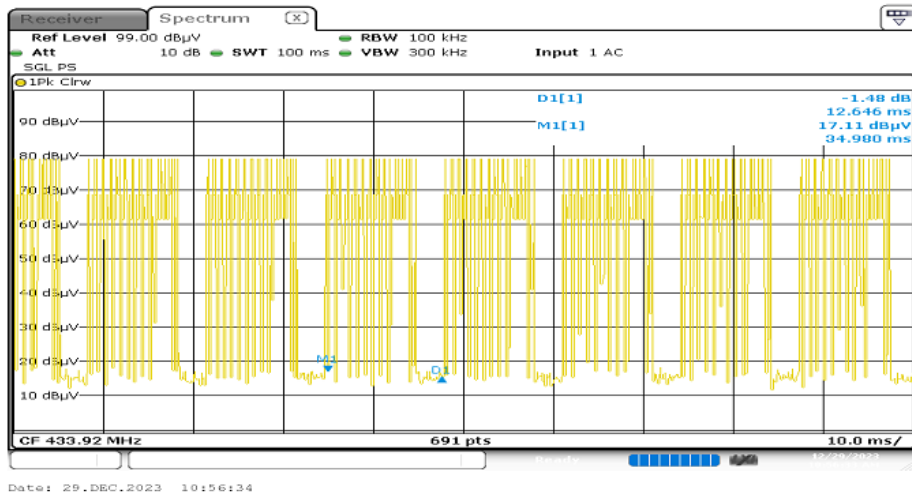 Receiver Spectrum X
Ref Level 99.00 dBµV RBW 100 kHz
Att 10 dB SWT 100 ms VBW 300 kHz Input 1 AC
SGL PS
1Pk Clrw
D1[1] -1.48 dB
12.646 ms
M1[1] 17.11 dBµV
34.980 ms
90 dBµV
80 dBµV
70 dBµV
60 dBµV
50 dBµV
40 dBµV
30 dBµV
20 dBµV
10 dBµV
M1
D1
CF 433.92 MHz 691 pts 10.0 ms/
Ready 12/29/2023
Date: 29.DEC.2023 10:56:34